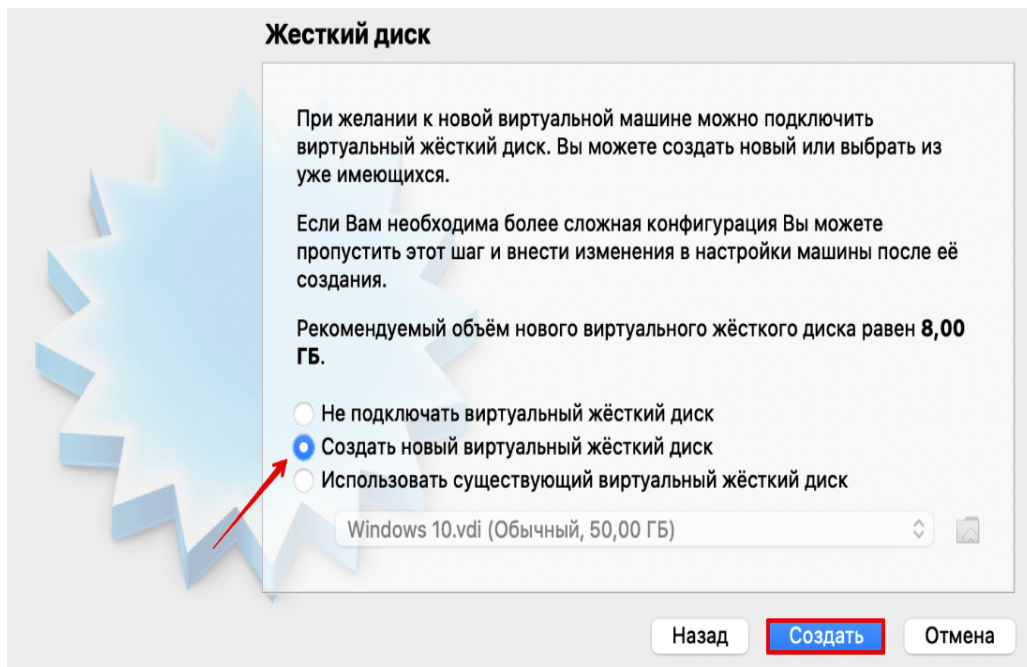 Жесткий диск
При желании к новой виртуальной машине можно подключить
виртуальный жёсткий диск. Вы можете создать новый или выбрать из
уже имеющихся.
Если Вам необходима более сложная конфигурация Вы можете
пропустить этот шаг и внести изменения в настройки машины после её
создания.
Рекомендуемый объём нового виртуального жёсткого диска равен 8,00
ГБ.
Не подключать виртуальный жёсткий диск
Создать новый виртуальный жёсткий диск
Использовать существующий виртуальный жёсткий диск
Windows 10.vdi (Обычный, 50,00 ГБ)
Назад Создать Отмена